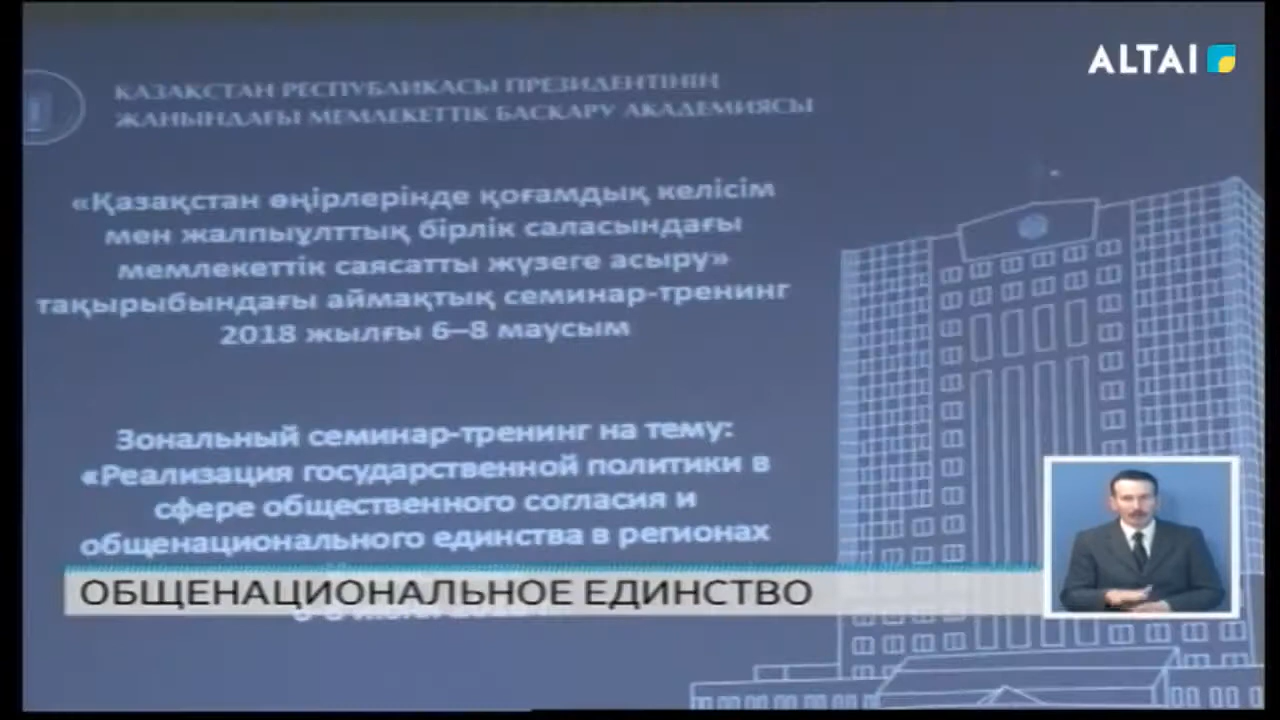 ALTAI
ҚАЗАҚСТАН РЕСПУБЛИКАСЫ ПРЕЗИДЕНТІНІҢ
ЖАНЫНДАҒЫ МЕМЛЕКЕТТІК БАСҚАРУ АКАДЕМИЯСЫ
«Қазақстан өңірлерінде қоғамдық келісім
мен жалпыұлттық бірлік саласындағы
мемлекеттік саясатты жүзеге асыру»
тақырыбындағы аймақтық семинар-тренинг
2018 жылғы 6–8 маусым
Зональный семинар-тренинг на тему:
«Реализация государственной политики в
сфере общественного согласия и
общенационального единства в регионах
ОБЩЕНАЦИОНАЛЬНОЕ ЕДИНСТВО